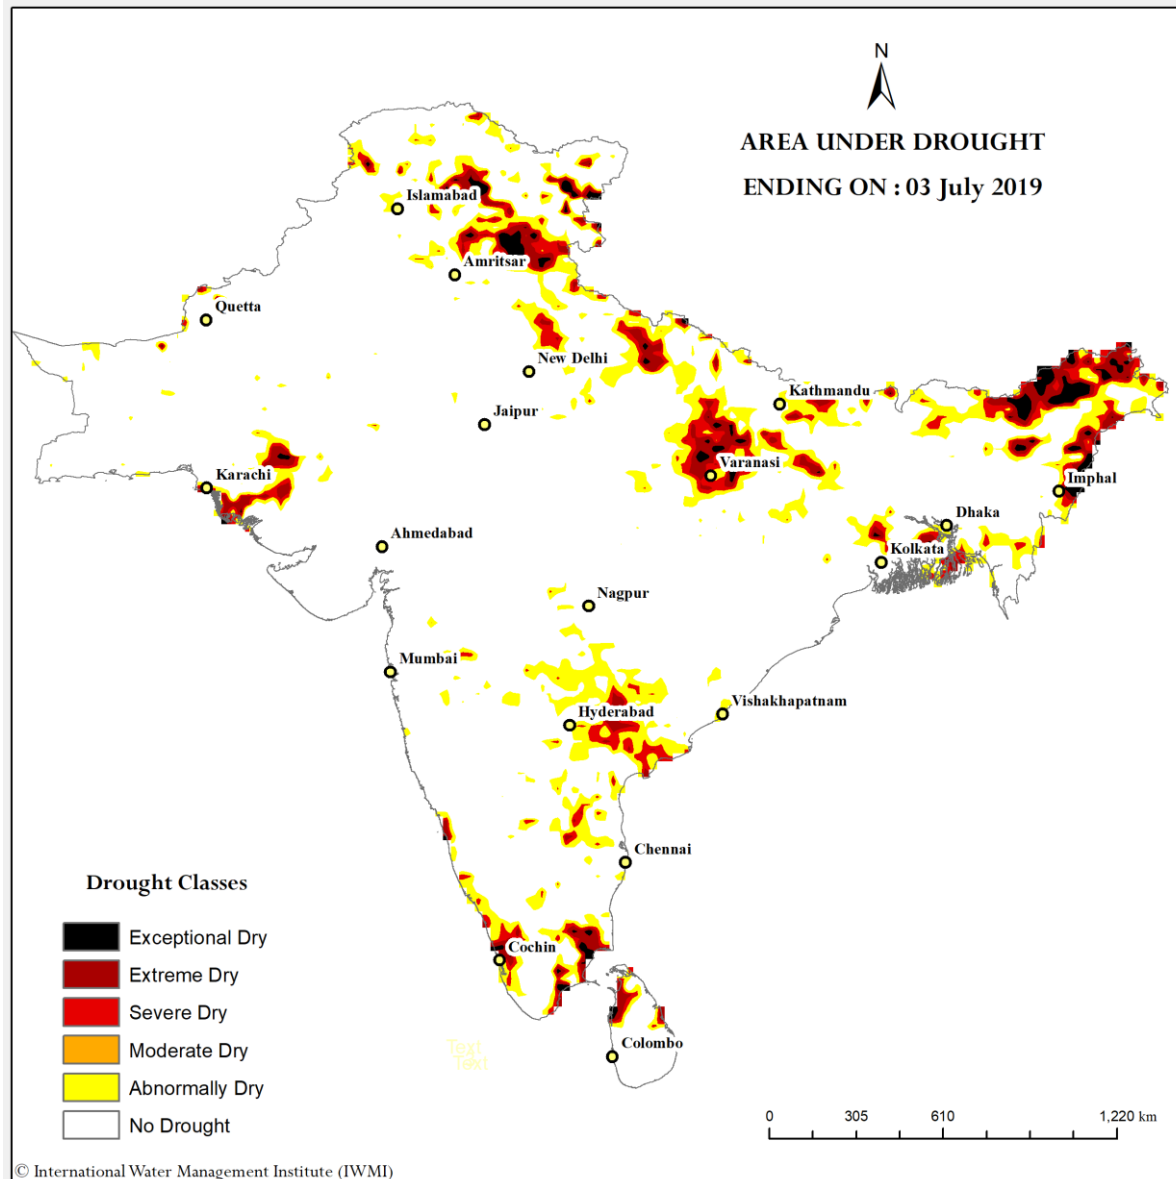 N
AREA UNDER DROUGHT
ENDING ON : 03 July 2019
Islamabad
Amritsar
Quetta
New Delhi
Kathmandu
Jaipur
Varanasi
Karachi
Imphal
Dhaka
Ahmedabad
Kolkata
Nagpur
Mumbai
Vishakhapatnam
Hyderabad
Chennai
Cochin
Colombo
Text
Text
Drought Classes
Exceptional Dry
Extreme Dry
Severe Dry
Moderate Dry
Abnormally Dry
No Drought
0 305 610 1,220 km
© International Water Management Institute (IWMI)